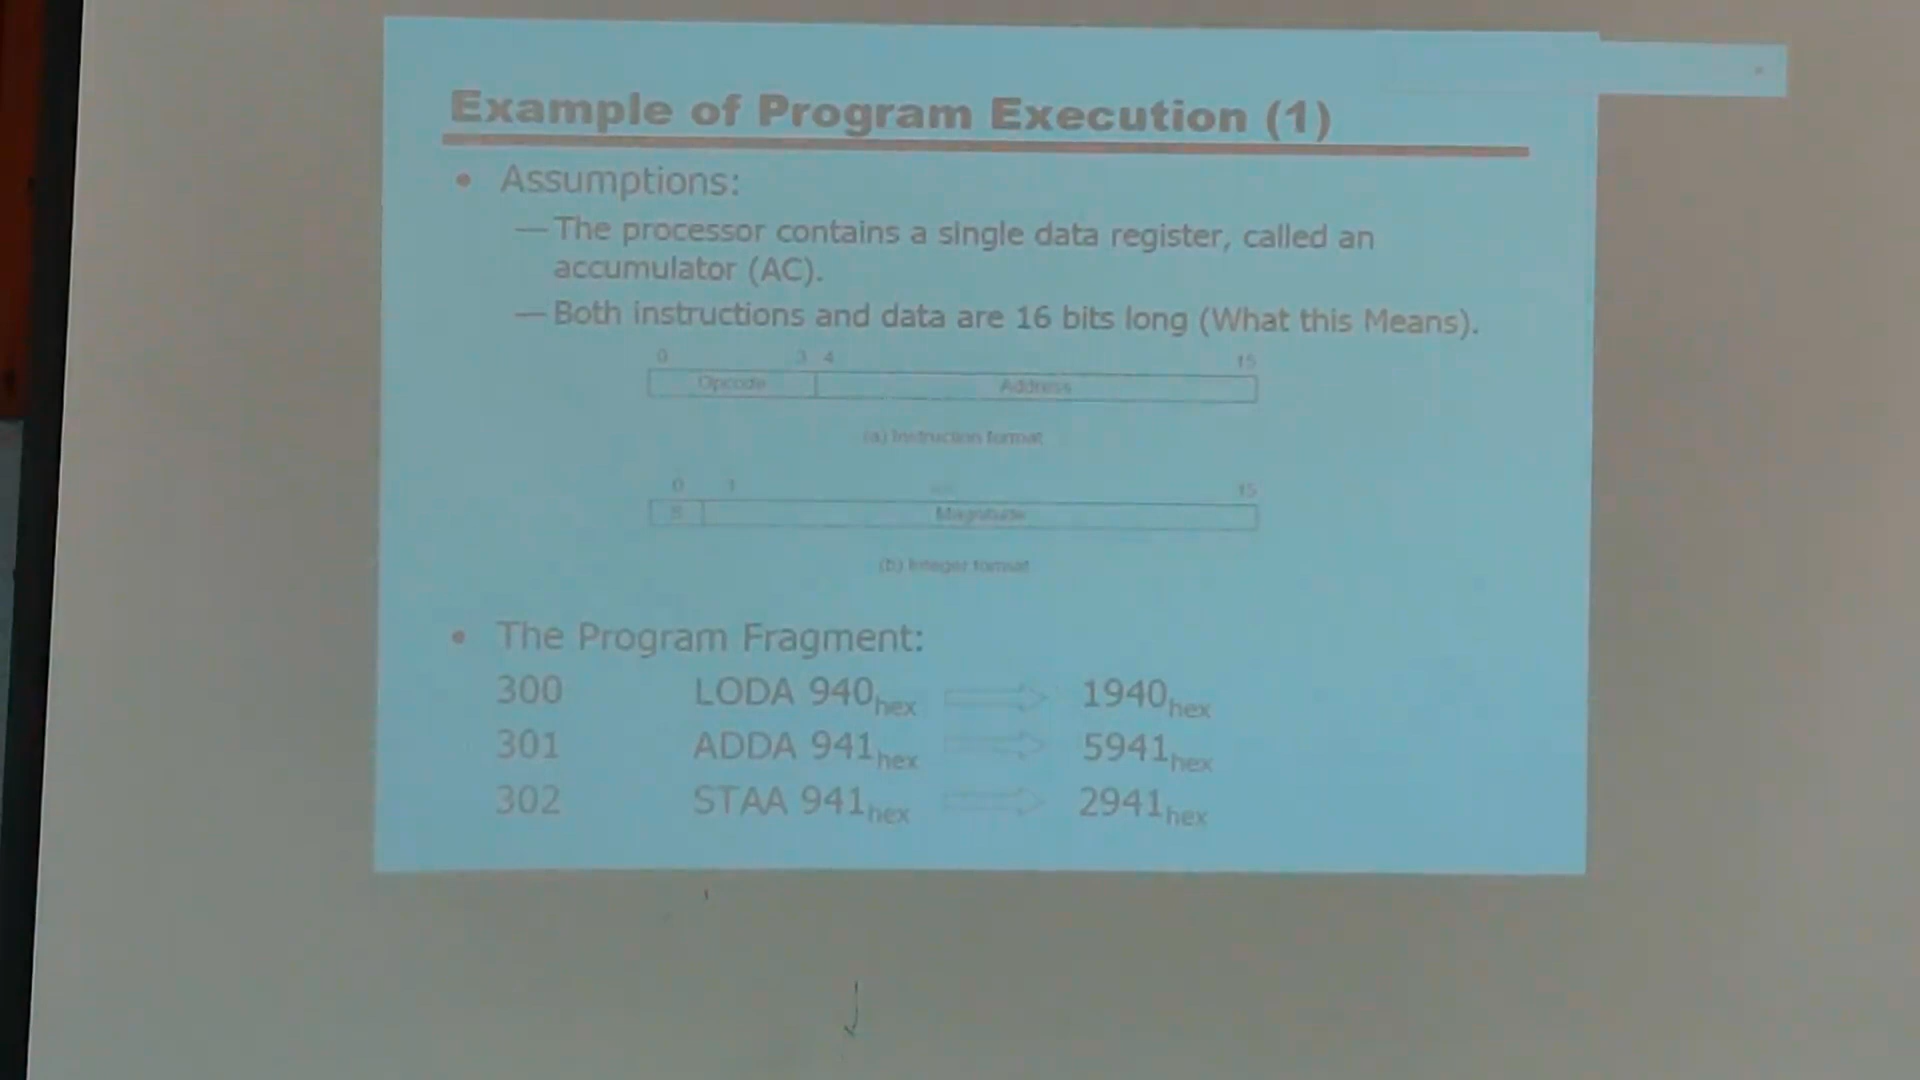 Example of Program Execution (1)
• Assumptions:
— The processor contains a single data register, called an
accumulator (AC).
— Both instructions and data are 16 bits long (What this Means).
0 3 4 15
Opcode Address
(a) Instruction format
0 1 15
S Magnitude
(b) Integer format
• The Program Fragment:
300 LODA 940hex 1940hex
301 ADDA 941hex 5941hex
302 STAA 941hex 2941hex